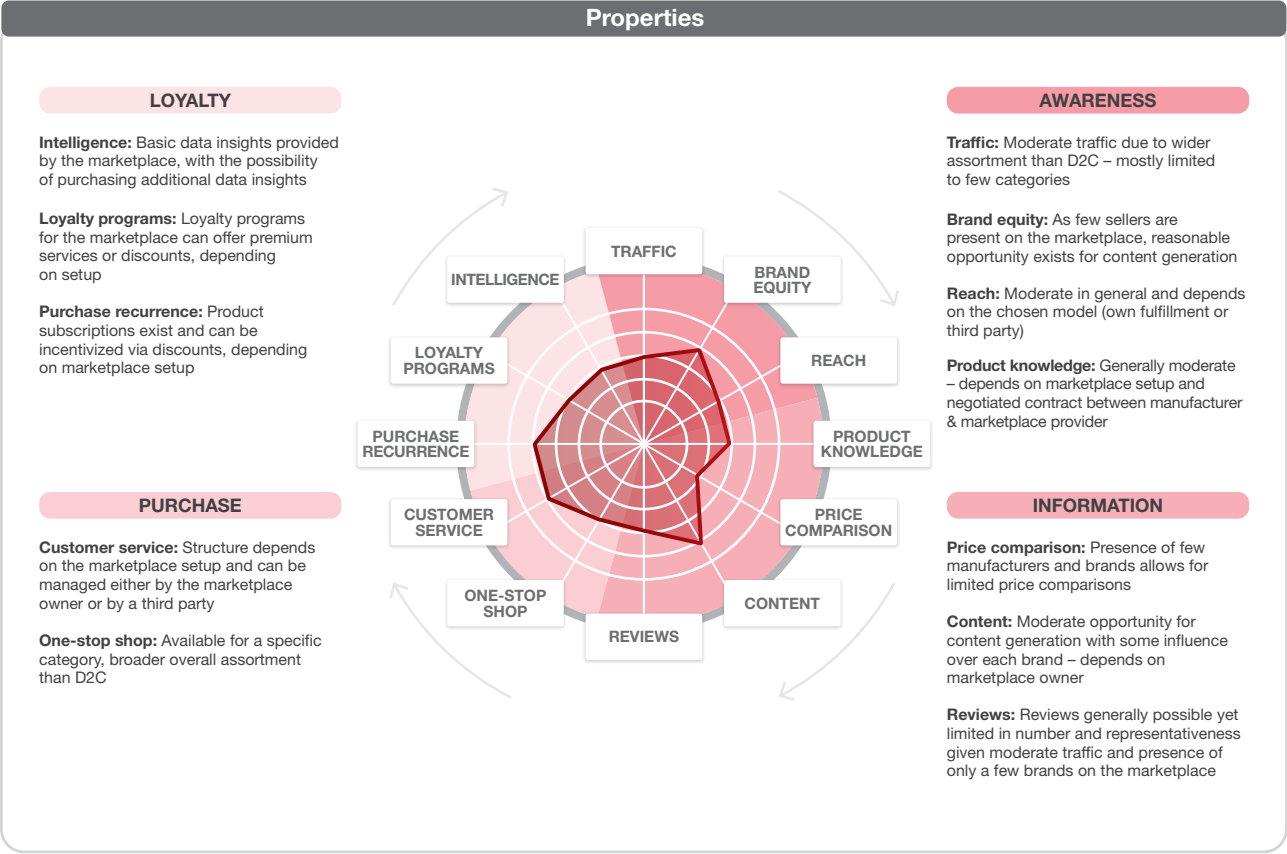 Properties
LOYALTY
Intelligence: Basic data insights provided
by the marketplace, with the possibility
of purchasing additional data insights
Loyalty programs: Loyalty programs
for the marketplace can offer premium
services or discounts, depending
on setup
Purchase recurrence: Product
subscriptions exist and can be
incentivized via discounts, depending
on marketplace setup
PURCHASE
Customer service: Structure depends
on the marketplace setup and can be
managed either by the marketplace
owner or by a third party
One-stop shop: Available for a specific
category, broader overall assortment
than D2C
TRAFFIC
BRAND
EQUITY
REACH
PRODUCT
KNOWLEDGE
PRICE
COMPARISON
CONTENT
REVIEWS
ONE-STOP
SHOP
CUSTOMER
SERVICE
PURCHASE
RECURRENCE
LOYALTY
PROGRAMS
INTELLIGENCE
AWARENESS
Traffic: Moderate traffic due to wider
assortment than D2C – mostly limited
to few categories
Brand equity: As few sellers are
present on the marketplace, reasonable
opportunity exists for content generation
Reach: Moderate in general and depends
on the chosen model (own fulfillment or
third party)
Product knowledge: Generally moderate
– depends on marketplace setup and
negotiated contract between manufacturer
& marketplace provider
INFORMATION
Price comparison: Presence of few
manufacturers and brands allows for
limited price comparisons
Content: Moderate opportunity for
content generation with some influence
over each brand – depends on
marketplace owner
Reviews: Reviews generally possible yet
limited in number and representativeness
given moderate traffic and presence of
only a few brands on the marketplace